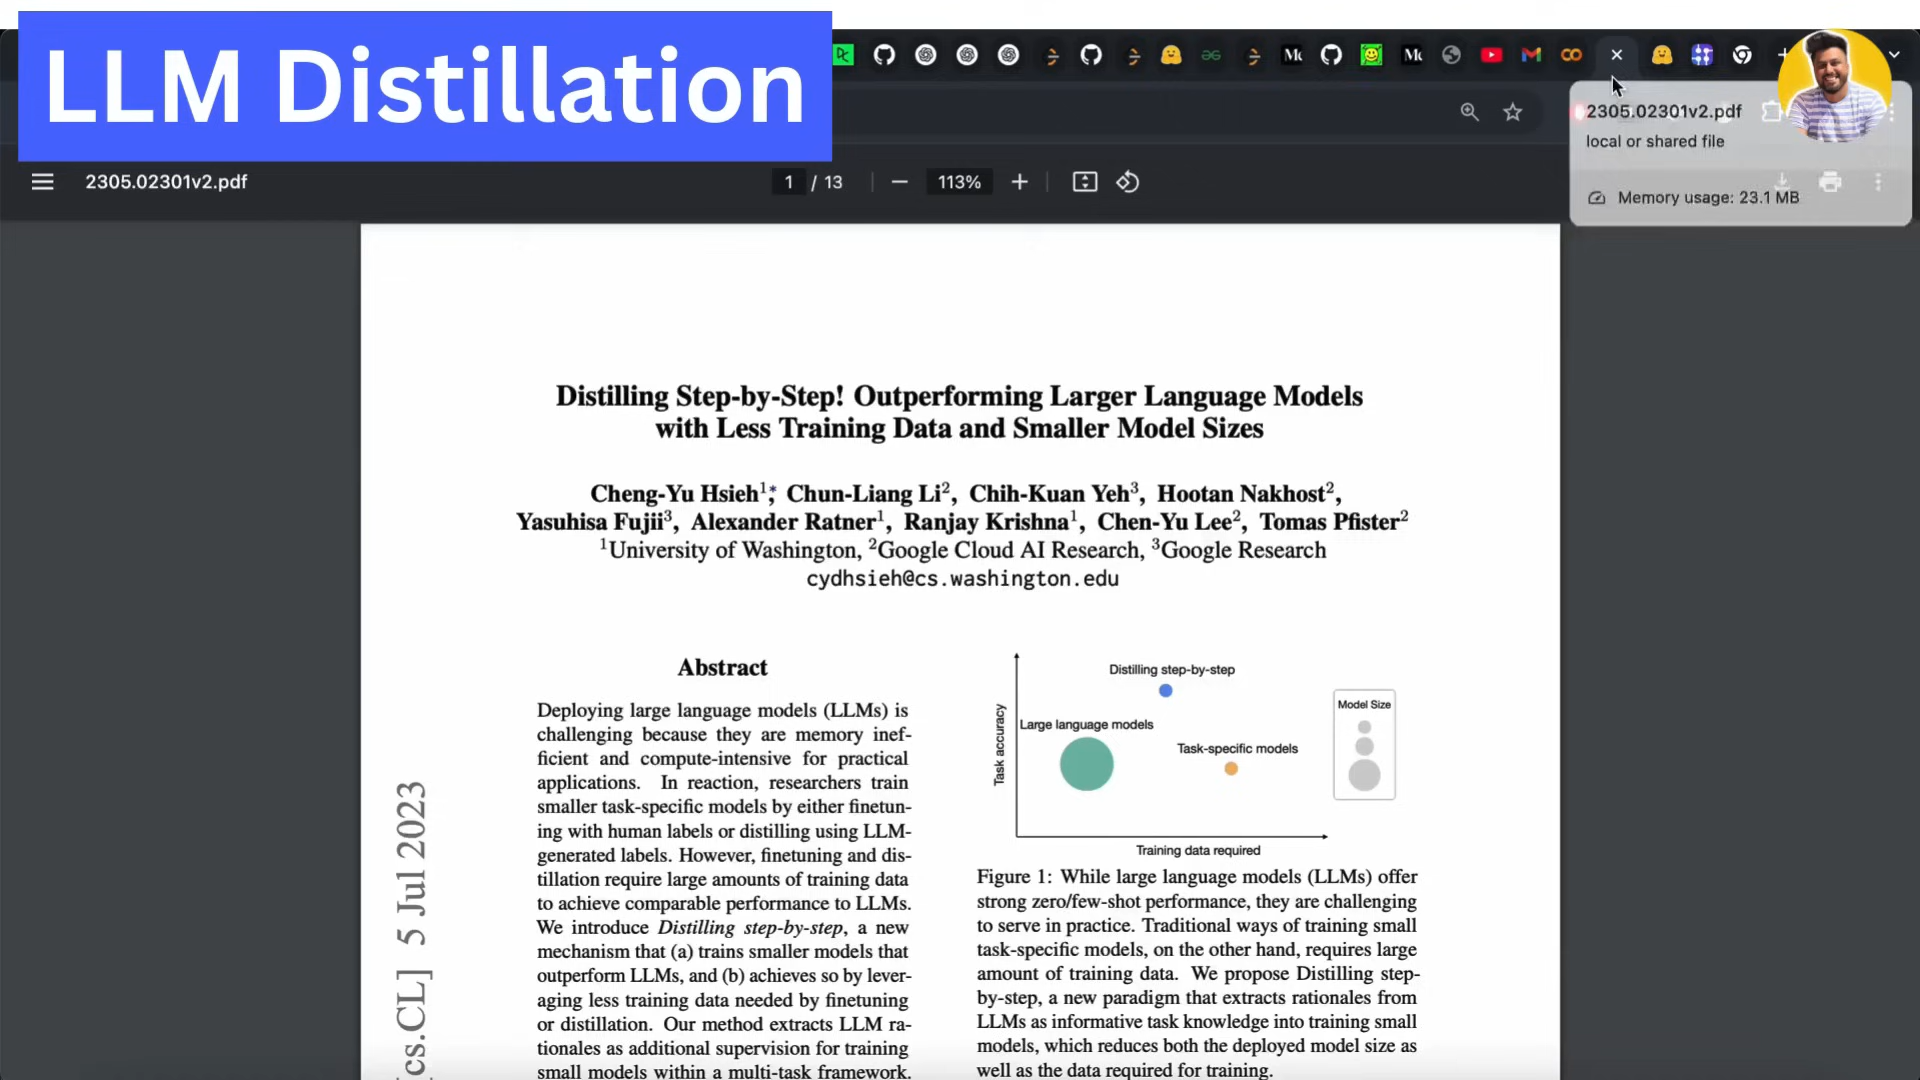 LLM Distillation
2305.02301v2.pdf
local or shared file
Memory usage: 23.1 MB
2305.02301v2.pdf
1 / 13
113%
Distilling Step-by-Step! Outperforming Larger Language Models
with Less Training Data and Smaller Model Sizes
Cheng-Yu Hsieh1*, Chun-Liang Li2, Chih-Kuan Yeh3, Hootan Nakhost2,
Yasuhisa Fujii3, Alexander Ratner1, Ranjay Krishna1, Chen-Yu Lee2, Tomas Pfister2
1University of Washington, 2Google Cloud AI Research, 3Google Research
cydhsieh@cs.washington.edu
Abstract
Deploying large language models (LLMs) is
challenging because they are memory inef-
ficient and compute-intensive for practical
applications. In reaction, researchers train
smaller task-specific models by either finetun-
ing with human labels or distilling using LLM-
generated labels. However, finetuning and dis-
tillation require large amounts of training data
to achieve comparable performance to LLMs.
We introduce Distilling step-by-step, a new
mechanism that (a) trains smaller models that
outperform LLMs, and (b) achieves so by lever-
aging less training data needed by finetuning
or distillation. Our method extracts LLM ra-
tionales as additional supervision for training
small models within a multi-task framework.
Distilling step-by-step
Large language models
Task-specific models
Model Size
Task accuracy
Training data required
Figure 1: While large language models (LLMs) offer
strong zero/few-shot performance, they are challenging
to serve in practice. Traditional ways of training small
task-specific models, on the other hand, requires large
amount of training data. We propose Distilling step-
by-step, a new paradigm that extracts rationales from
LLMs as informative task knowledge into training small
models, which reduces both the deployed model size as
well as the data required for training.
[cs.CL] 5 Jul 2023